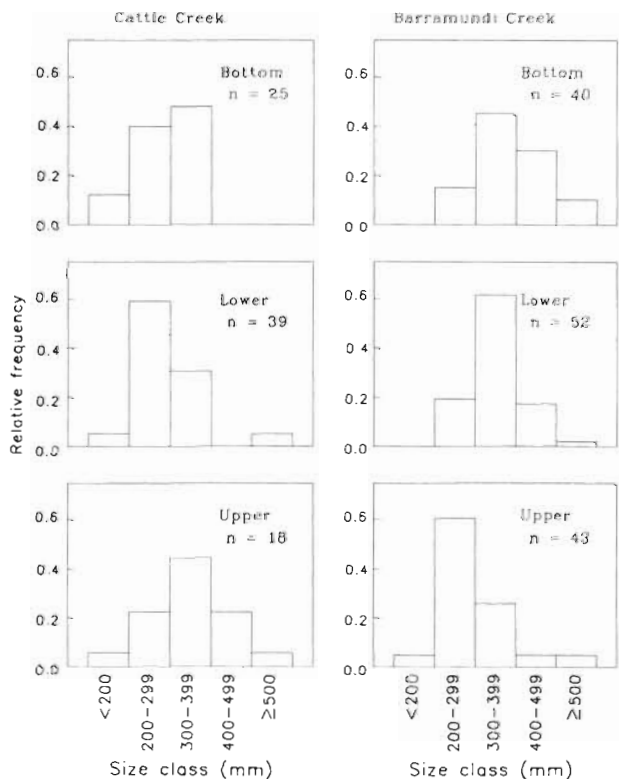 Cattle Creek
Barramundi Creek
0.6
0.4
0.2
0.0
Bottom
n = 25
0.6
0.4
0.2
0.0
Bottom
n = 40
Relative frequency
0.6
0.4
0.2
0.0
Lower
n = 39
0.6
0.4
0.2
0.0
Lower
n = 52
0.6
0.4
0.2
0.0
Upper
n = 18
0.6
0.4
0.2
0.0
Upper
n = 43
<200
200-299
300-399
400-499
≥500
<200
200-299
300-399
400-499
≥500
Size class (mm)
Size class (mm)